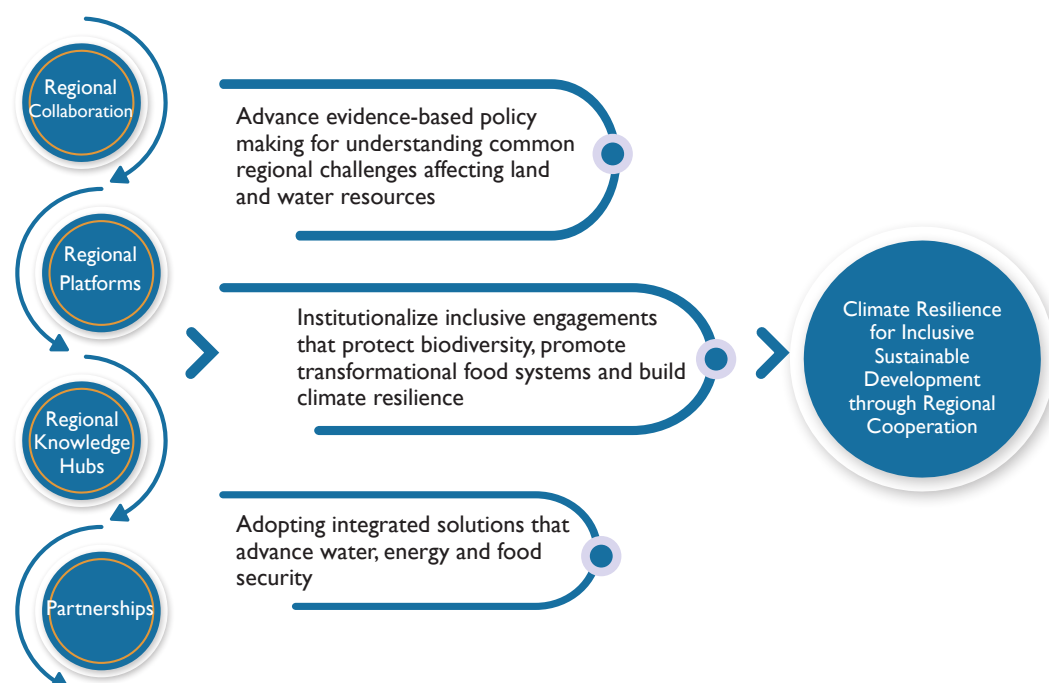 Regional
Collaboration
Regional
Platforms
Regional
Knowledge
Hubs
Partnerships
Advance evidence-based policy
making for understanding common
regional challenges affecting land
and water resources
Institutionalize inclusive engagements
that protect biodiversity, promote
transformational food systems and build
climate resilience
Adopting integrated solutions that
advance water, energy and food
security
Climate Resilience
for Inclusive
Sustainable
Development
through Regional
Cooperation